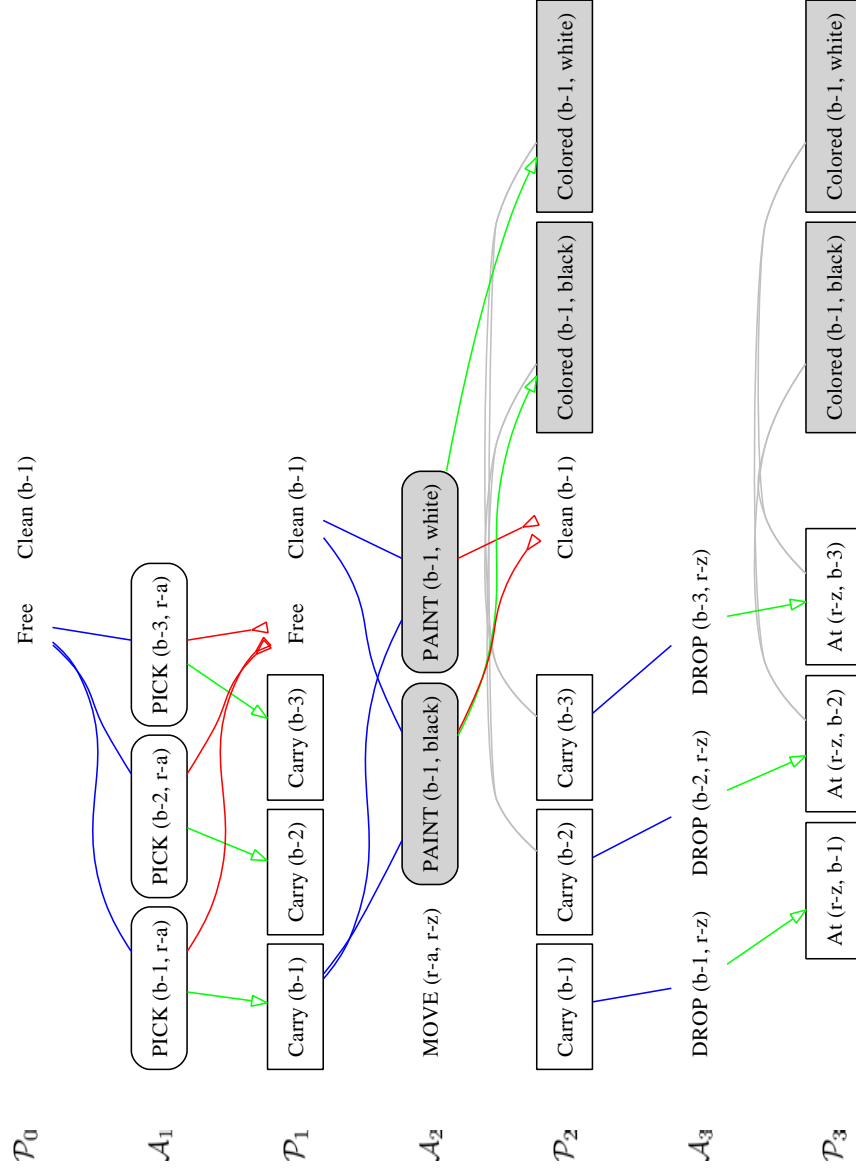 𝒫0
Free
Clean (b-1)
𝒜1
PICK (b-1, r-a)
PICK (b-2, r-a)
PICK (b-3, r-a)
𝒫1
Carry (b-1)
Carry (b-2)
Carry (b-3)
Free
Clean (b-1)
𝒜2
MOVE (r-a, r-z)
PAINT (b-1, black)
PAINT (b-1, white)
𝒫2
Carry (b-1)
Carry (b-2)
Carry (b-3)
Clean (b-1)
Colored (b-1, black)
Colored (b-1, white)
𝒜3
DROP (b-1, r-z)
DROP (b-2, r-z)
DROP (b-3, r-z)
𝒫3
At (r-z, b-1)
At (r-z, b-2)
At (r-z, b-3)
Colored (b-1, black)
Colored (b-1, white)